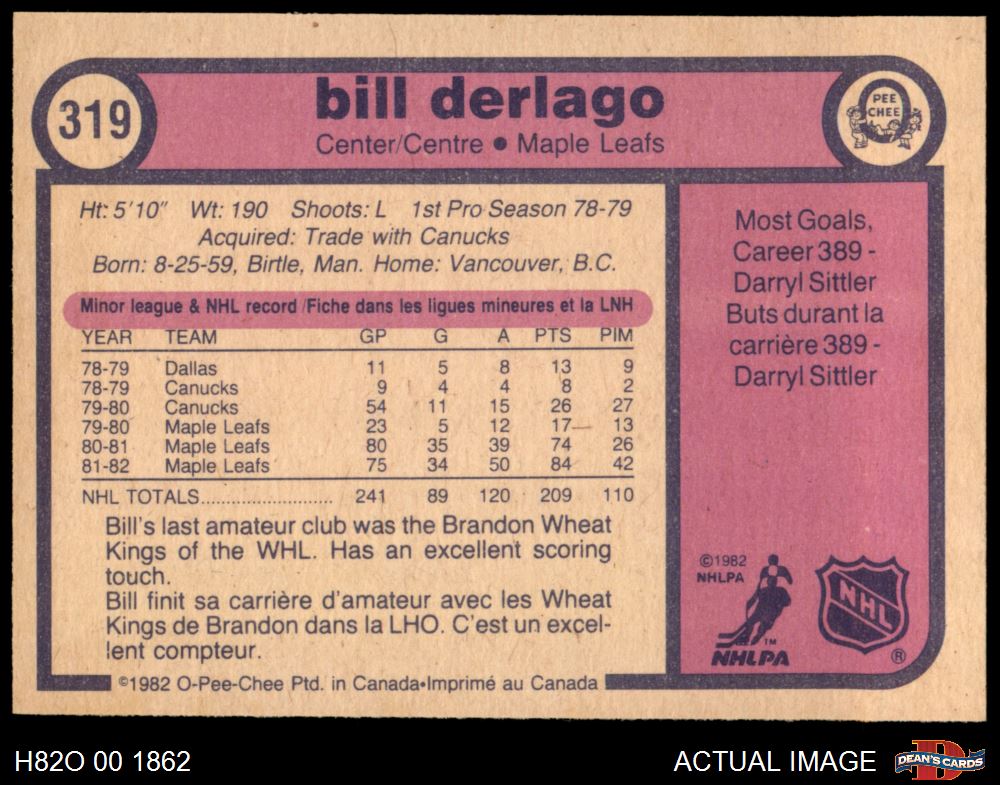 319
bill derlago
Center/Centre ● Maple Leafs
O
PEE
CHEE
Ht: 5'10" Wt: 190 Shoots: L 1st Pro Season 78-79
Acquired: Trade with Canucks
Born: 8-25-59, Birtle, Man. Home: Vancouver, B.C.
Minor league & NHL record /Fiche dans les ligues mineures et la LNH
YEAR TEAM GP G A PTS PIM
78-79 Dallas 11 5 8 13 9
78-79 Canucks 9 4 4 8 2
79-80 Canucks 54 11 15 26 27
79-80 Maple Leafs 23 5 12 17 13
80-81 Maple Leafs 80 35 39 74 26
81-82 Maple Leafs 75 34 50 84 42
NHL TOTALS........................ 241 89 120 209 110
Bill's last amateur club was the Brandon Wheat
Kings of the WHL. Has an excellent scoring
touch.
Bill finit sa carrière d'amateur avec les Wheat
Kings de Brandon dans la LHO. C'est un excel-
lent compteur.
©1982 O-Pee-Chee Ptd. in Canada•Imprimé au Canada
Most Goals,
Career 389 -
Darryl Sittler
Buts durant la
carrière 389 -
Darryl Sittler
©1982
NHLPA
TM
NHLPA
NHL
®
H82O 00 1862
ACTUAL IMAGE
D
DEAN'S CARDS